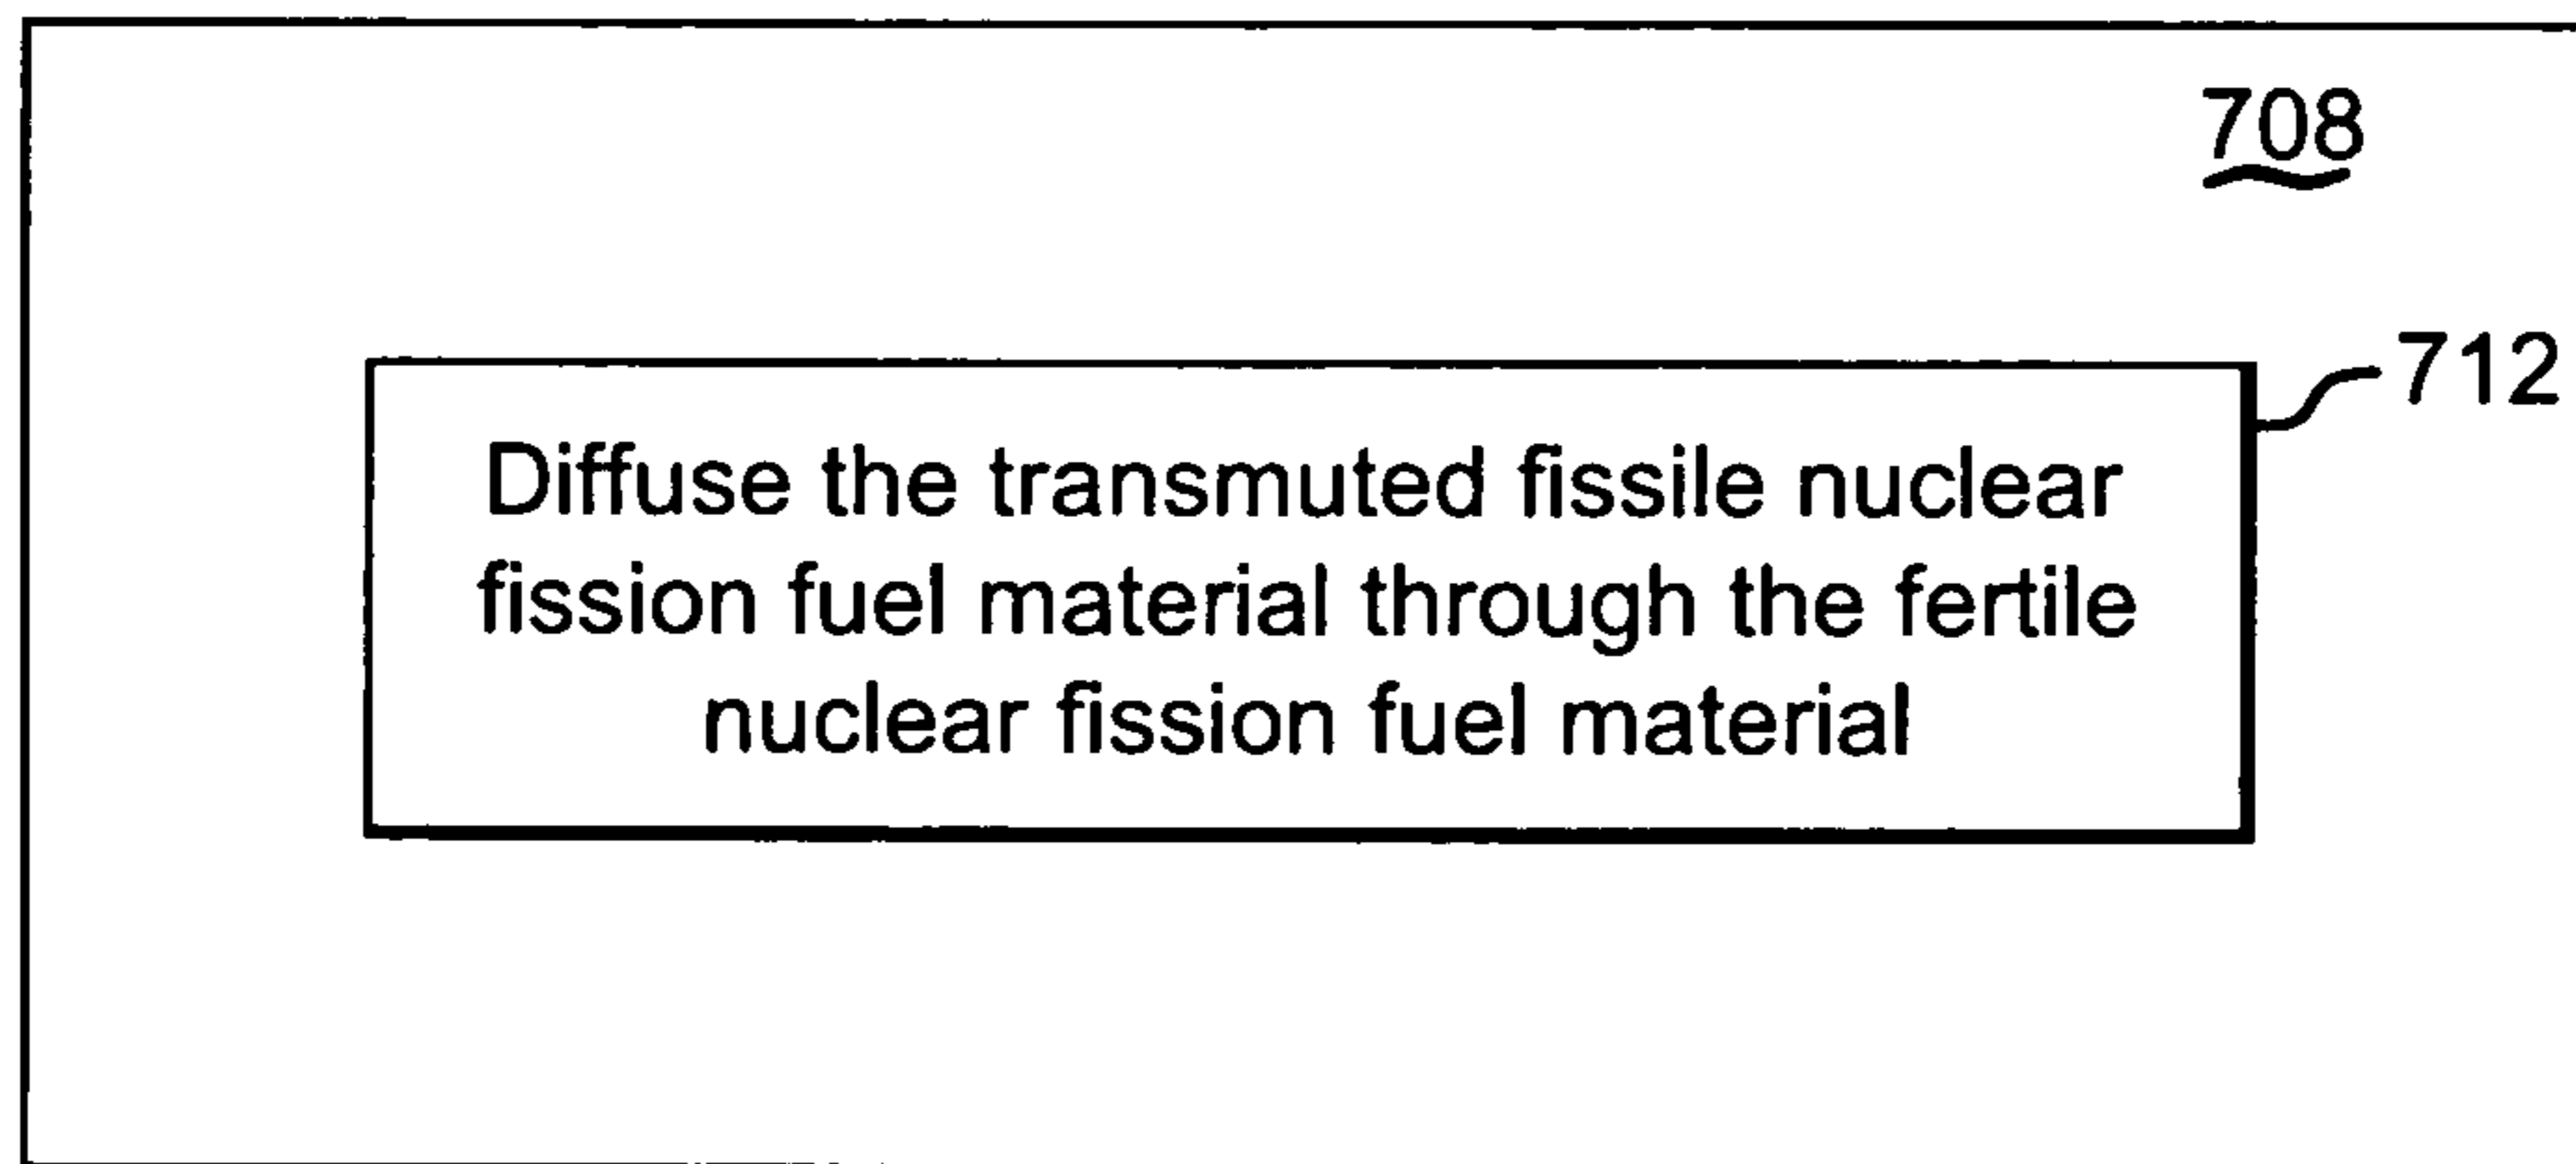 708
712
Diffuse the transmuted fissile nuclear
fission fuel material through the fertile
nuclear fission fuel material